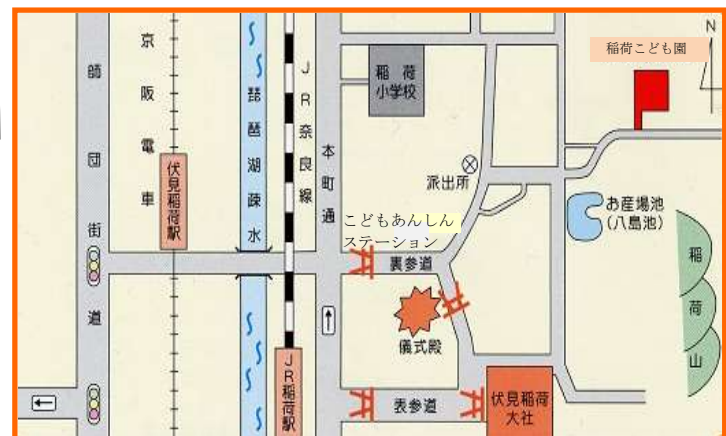 N
稲荷こども園
京阪電車
師団街道
琵琶湖疏水
JR奈良線
本町通
稲荷
小学校
伏見稲荷駅
派出所
お産場池
(八島池)
こどもあんしん
ステーション
裏参道
稲荷山
儀式殿
JR稲荷駅
表参道
伏見稲荷
大社